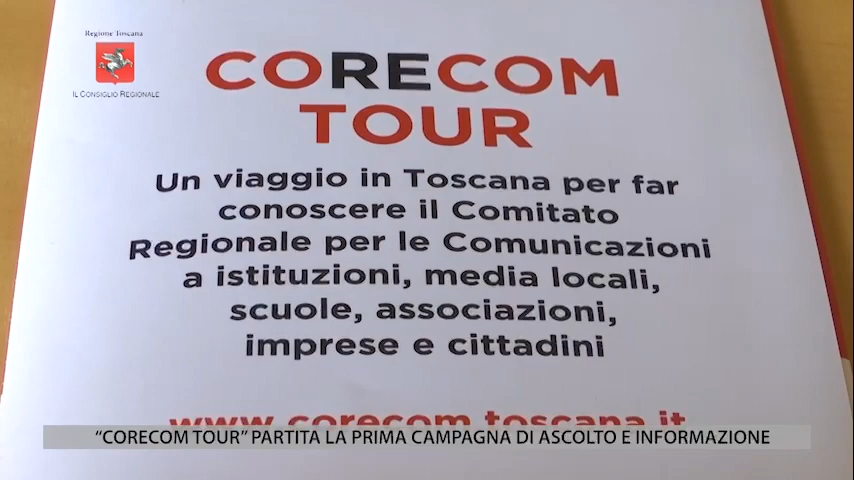 Regione Toscana
IL CONSIGLIO REGIONALE
CORECOM
TOUR
Un viaggio in Toscana per far
conoscere il Comitato
Regionale per le Comunicazioni
a istituzioni, media locali,
scuole, associazioni,
imprese e cittadini
www.corecom.toscana.it
“CORECOM TOUR” PARTITA LA PRIMA CAMPAGNA DI ASCOLTO E INFORMAZIONE